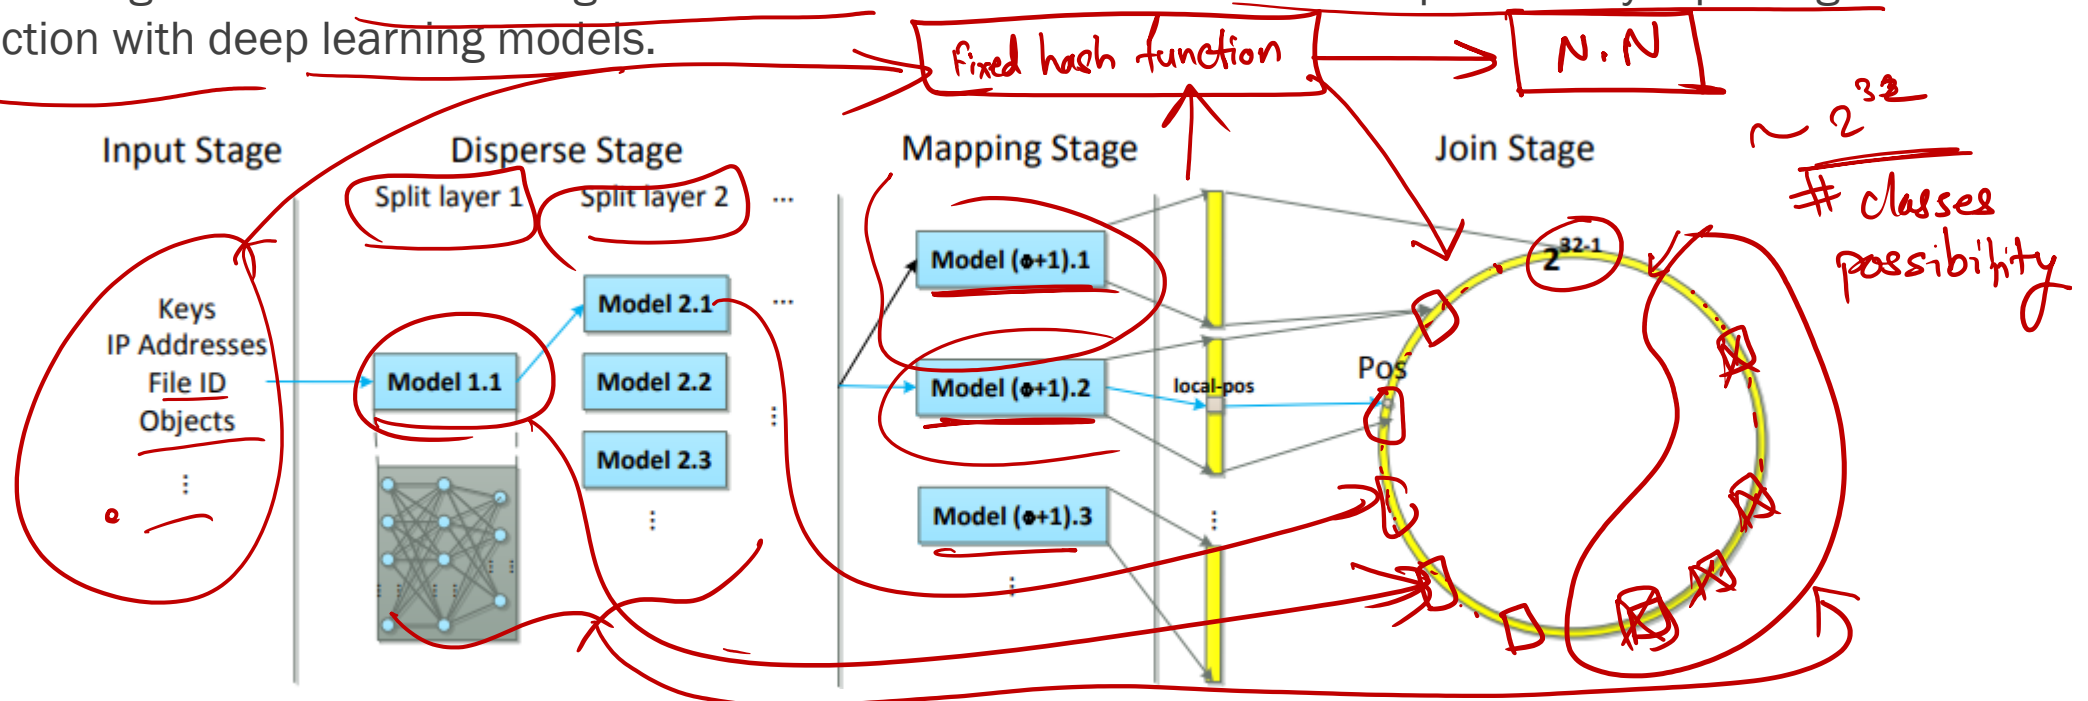 ction with deep learning models.
Fixed hash function
N.N
~ 2^32
# classes
possibility
Input Stage
Disperse Stage
Mapping Stage
Join Stage
Split layer 1
Split layer 2
...
Keys
IP Addresses
File ID
Objects
⋮
Model 1.1
Model 2.1
...
Model 2.2
Model 2.3
⋮
Model (Φ+1).1
Model (Φ+1).2
Model (Φ+1).3
⋮
local-pos
Pos
2^32-1